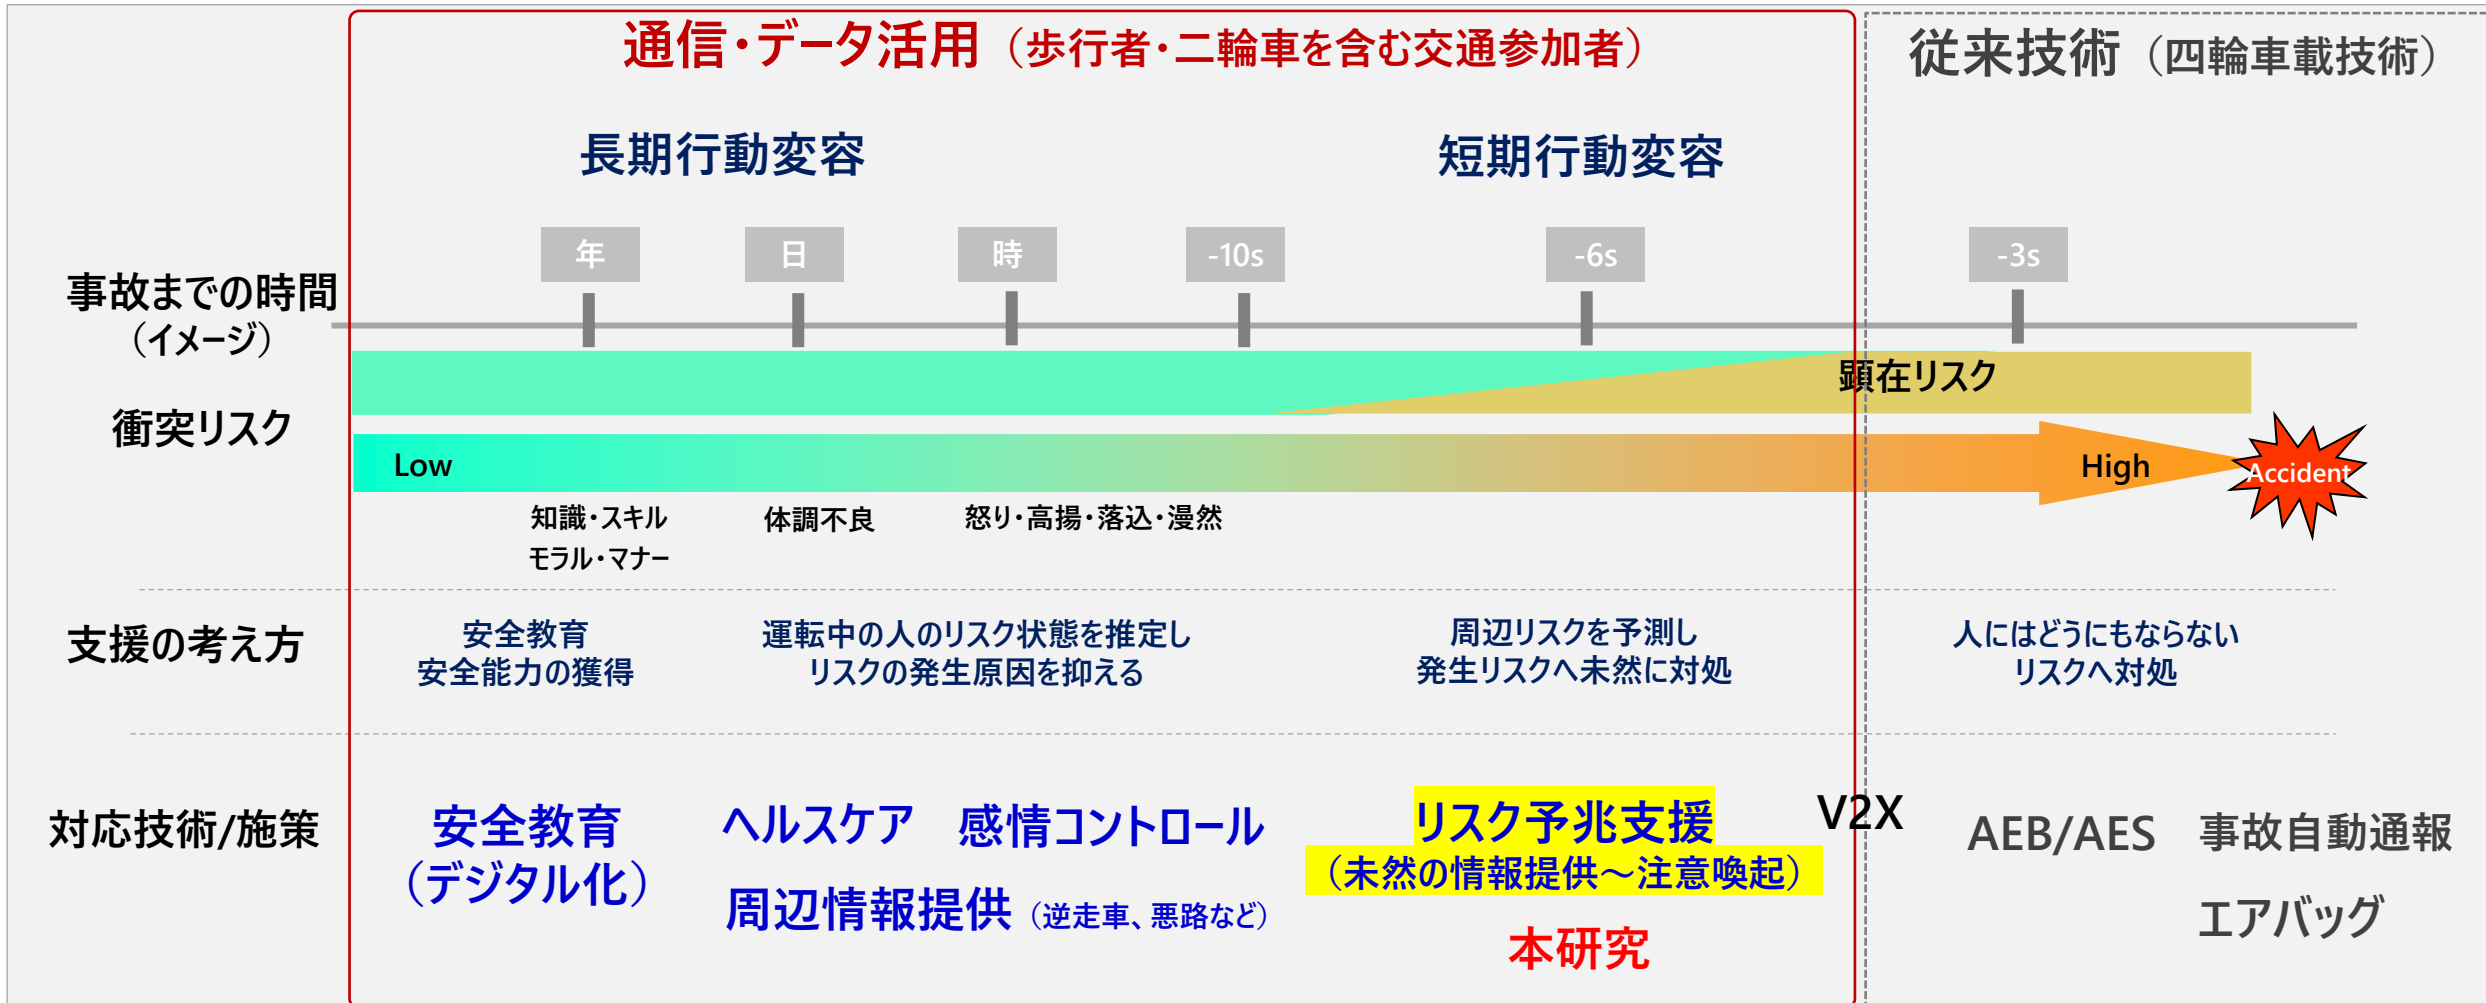 通信・データ活用（歩行者・二輪車を含む交通参加者）
従来技術（四輪車載技術）
長期行動変容
短期行動変容
年
日
時
-10s
-6s
-3s
事故までの時間
（イメージ）
顕在リスク
衝突リスク
Low
High
Accident
知識・スキル
モラル・マナー
体調不良
怒り・高揚・落込・漫然
支援の考え方
安全教育
安全能力の獲得
運転中の人のリスク状態を推定し
リスクの発生原因を抑える
周辺リスクを予測し
発生リスクへ未然に対処
人にはどうにもならない
リスクへ対処
対応技術/施策
安全教育
（デジタル化）
ヘルスケア
感情コントロール
周辺情報提供（逆走車、悪路など）
リスク予兆支援
（未然の情報提供～注意喚起）
本研究
V2X
AEB/AES
事故自動通報
エアバッグ